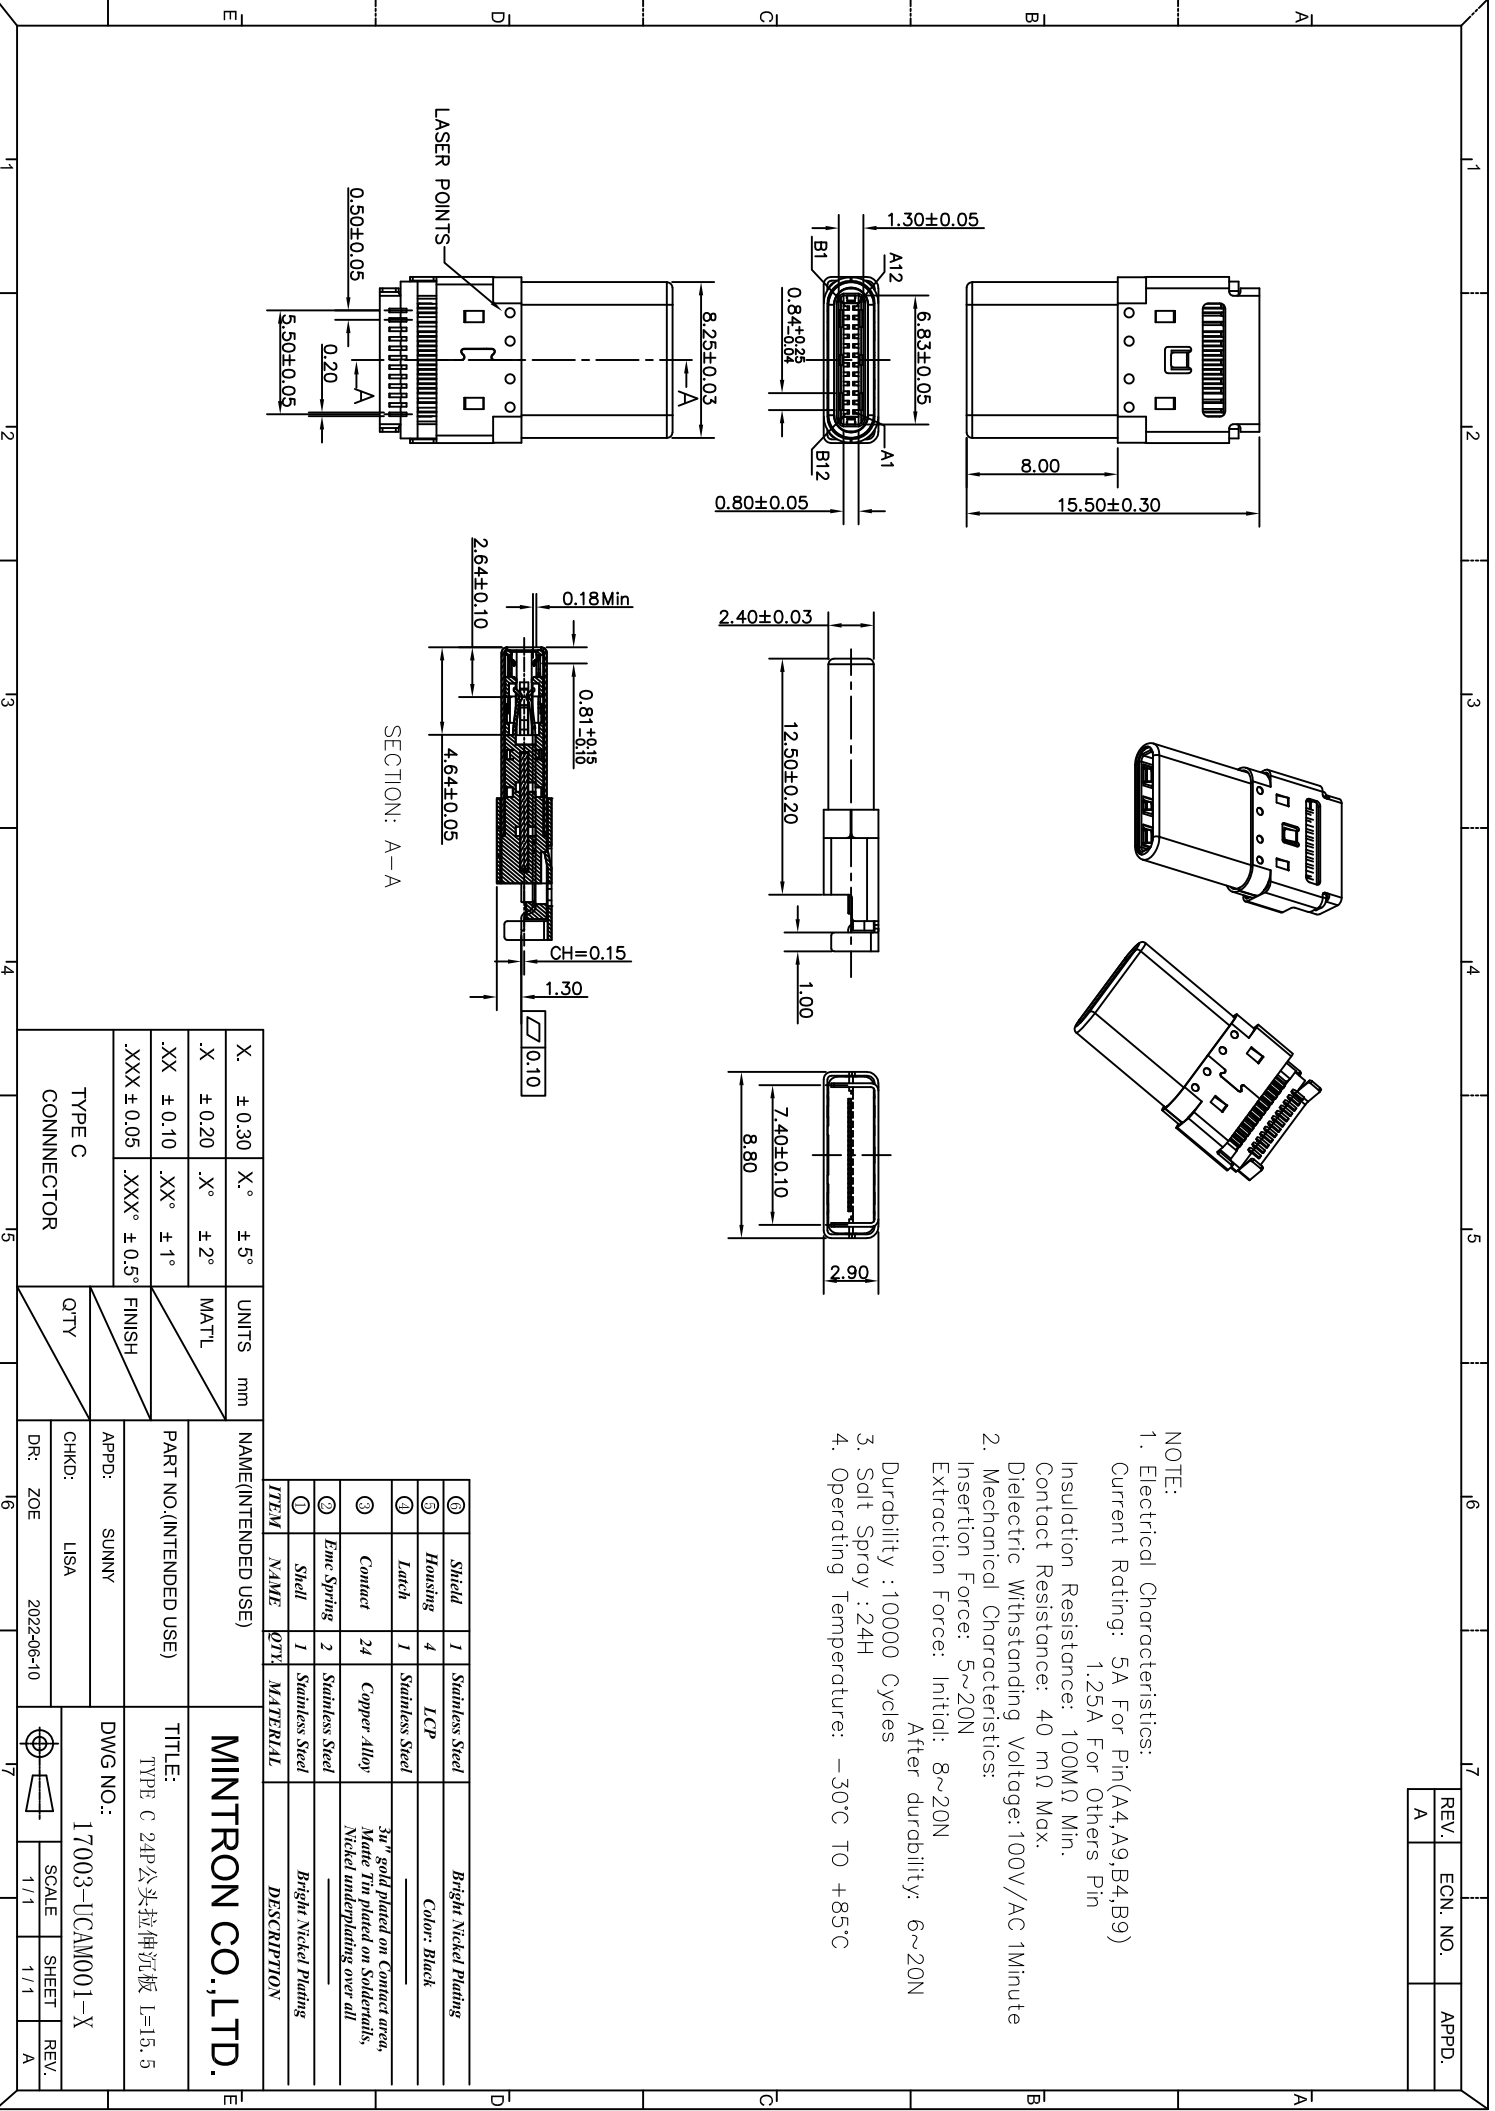 REV.
ECN. NO.
APPD.
A
1
2
3
4
5
6
7
A
B
C
D
E
8.00
15.50±0.30
1.30±0.05
A12
B1
A1
B12
6.83±0.05
0.84+0.25
-0.04
0.80±0.05
LASER POINTS
8.25±0.03
A
A
0.50±0.05
0.20
5.50±0.05
2.40±0.03
12.50±0.20
1.00
7.40±0.10
8.80
2.90
0.18Min
2.64±0.10
0.81+0.15
-0.10
4.64±0.05
CH=0.15
1.30
0.10
SECTION: A-A
NOTE:
1. Electrical Characteristics:
Current Rating: 5A For Pin(A4,A9,B4,B9)
1.25A For Others Pin
Insulation Resistance: 100MΩ Min.
Contact Resistance: 40 mΩ Max.
Dielectric Withstanding Voltage: 100V/AC 1Minute
2. Mechanical Characteristics:
Insertion Force: 5~20N
Extraction Force: Initial: 8~20N
After durability: 6~20N
Durability :10000 Cycles
3. Salt Spray :24H
4. Operating Temperature: -30°C TO +85°C
⑥ Shield 1 Stainless Steel Bright Nickel Plating
⑤ Housing 4 LCP Color: Black
④ Latch 1 Stainless Steel
③ Contact 24 Copper Alloy 3u" gold plated on Contact area,
Matte Tin plated on Soldertails,
Nickel underplating over all
② Emc Spring 2 Stainless Steel
① Shell 1 Stainless Steel Bright Nickel Plating
ITEM NAME QTY. MATERIAL DESCRIPTION
X. ±0.30 X.° ±5°
.X ±0.20 .X° ±2°
.XX ±0.10 .XX° ±1°
.XXX ±0.05 .XXX° ±0.5°
TYPE C
CONNNECTOR
UNITS mm
MAT'L
FINISH
Q'TY
NAME(INTENDED USE)
PART NO.(INTENDED USE)
APPD: SUNNY
CHKD: LISA
DR: ZOE 2022-06-10
MINTRON CO.,LTD.
TITLE:
TYPE C 24P公头拉伸沉板 L=15.5
DWG NO.:
17003-UCAM001-X
SCALE
1 / 1
SHEET
1 / 1
REV.
A
1
2
3
4
5
6
7
A
B
C
D
E